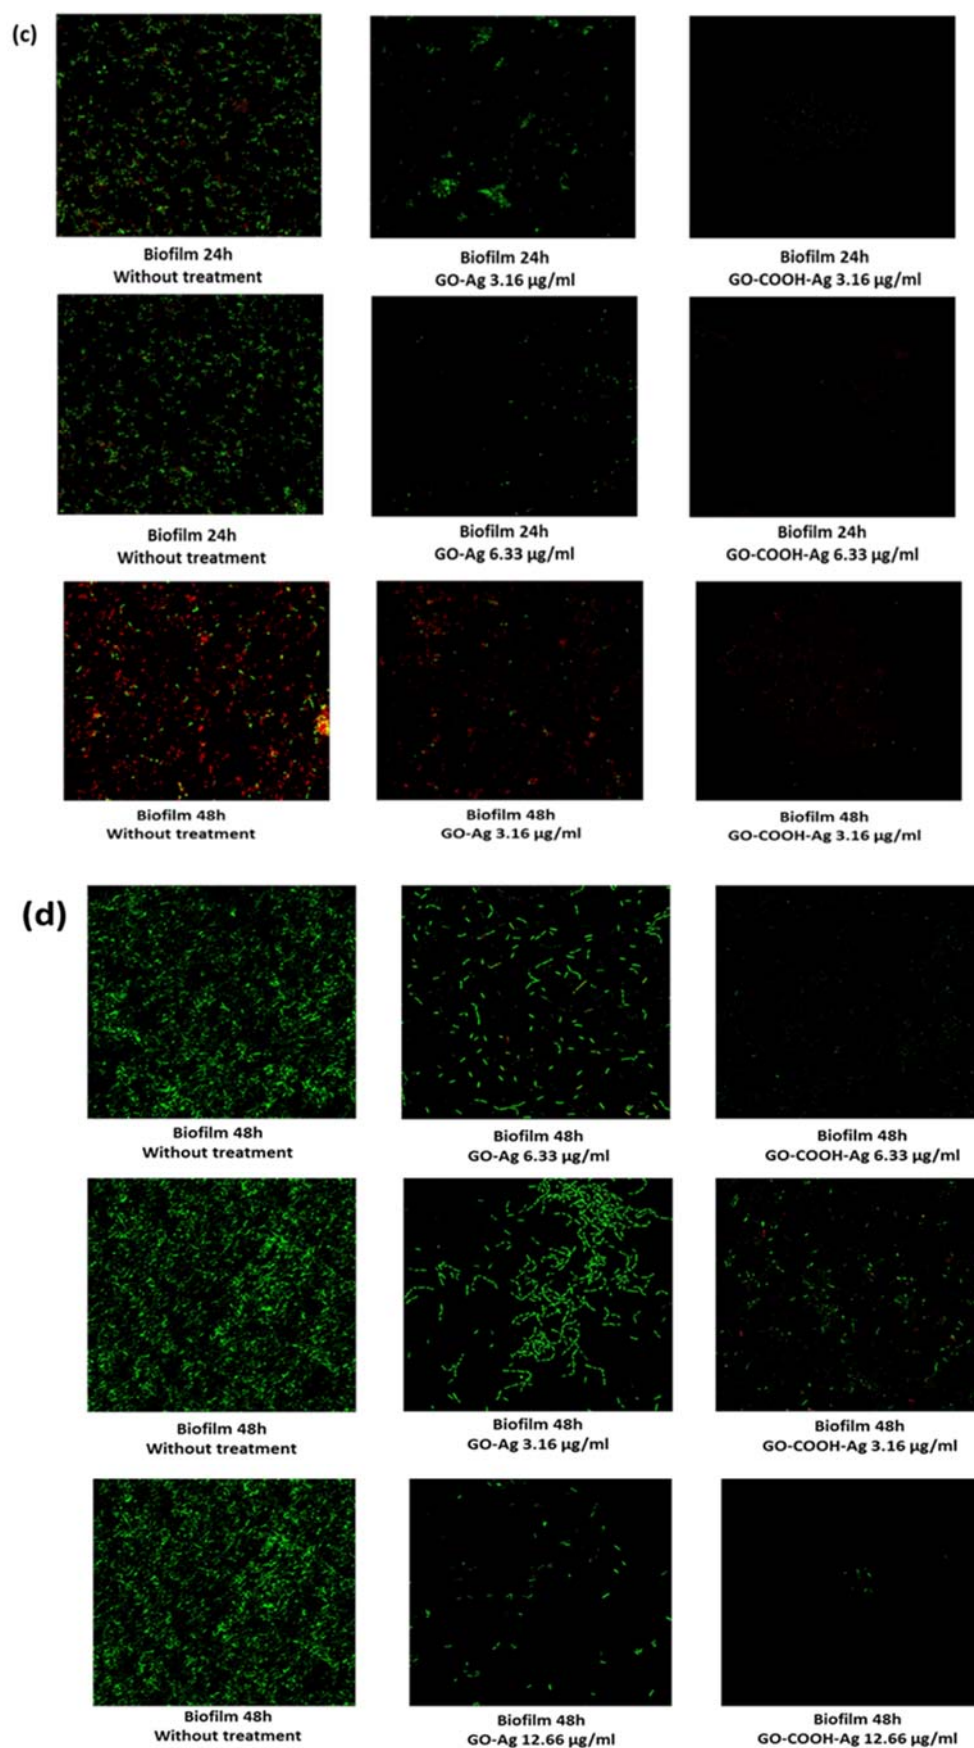 (c)
Biofilm 24h
Without treatment
Biofilm 24h
GO-Ag 3.16 µg/ml
Biofilm 24h
GO-COOH-Ag 3.16 µg/ml
Biofilm 24h
Without treatment
Biofilm 24h
GO-Ag 6.33 µg/ml
Biofilm 24h
GO-COOH-Ag 6.33 µg/ml
Biofilm 48h
Without treatment
Biofilm 48h
GO-Ag 3.16 µg/ml
Biofilm 48h
GO-COOH-Ag 3.16 µg/ml
(d)
Biofilm 48h
Without treatment
Biofilm 48h
GO-Ag 6.33 µg/ml
Biofilm 48h
GO-COOH-Ag 6.33 µg/ml
Biofilm 48h
Without treatment
Biofilm 48h
GO-Ag 3.16 µg/ml
Biofilm 48h
GO-COOH-Ag 3.16 µg/ml
Biofilm 48h
Without treatment
Biofilm 48h
GO-Ag 12.66 µg/ml
Biofilm 48h
GO-COOH-Ag 12.66 µg/ml